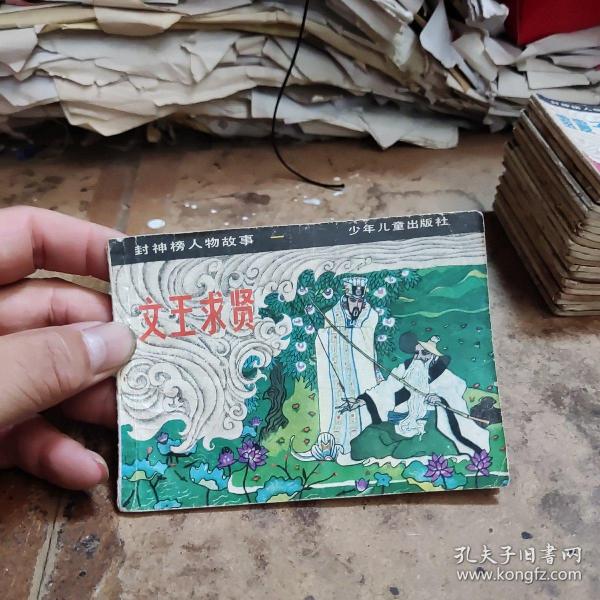 封神榜人物故事 一
少年儿童出版社
文王求贤
孔夫子旧书网
www.kongfz.com